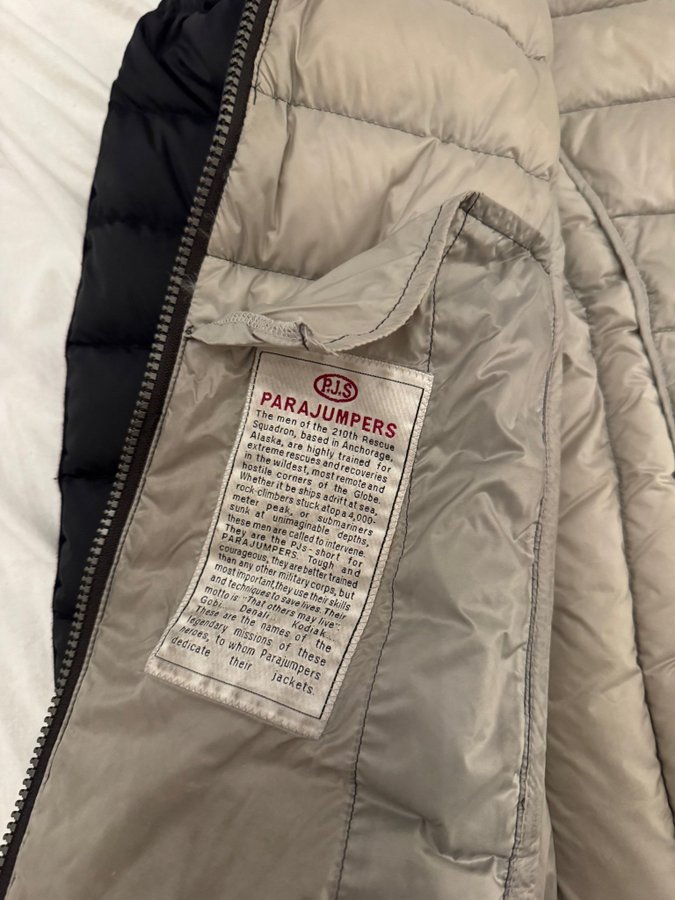 P.J.S
PARAJUMPERS
The men of the 210th Rescue
Squadron, based in Anchorage,
Alaska, are highly trained for
extreme rescues and recoveries
in the wildest, most remote and
hostile corners of the Globe.
Whether it be ships adrift at sea,
rock-climbers stuck atop a 4,000-
meter peak, or submariners
sunk at unimaginable depths,
these men are called to intervene.
They are the PJs-short for
PARAJUMPERS. Tough and
courageous, they are better trained
than any other military corps, but
most important,they use their skills
and techniques to save lives. Their
motto is "That others may live":
Gobi... Denali... Kodiak...
These are the names of the
legendary missions of these
heroes, to whom Parajumpers
dedicate their jackets.